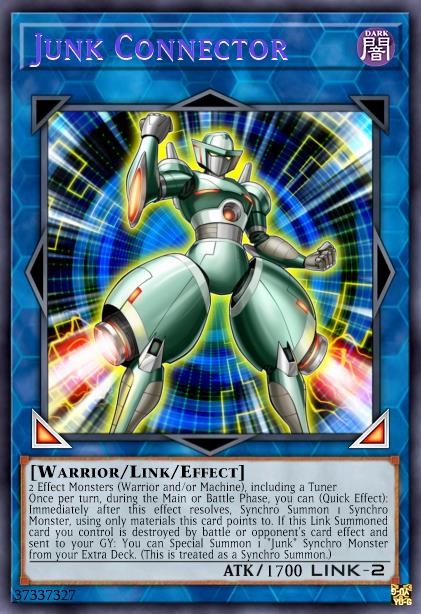 Junk Connector
DARK
闇
[Warrior/Link/Effect]
2 Effect Monsters (Warrior and/or Machine), including a Tuner
Once per turn, during the Main or Battle Phase, you can (Quick Effect):
Immediately after this effect resolves, Synchro Summon 1 Synchro
Monster, using only materials this card points to. If this Link Summoned
card you control is destroyed by battle or opponent's card effect and
sent to your GY: You can Special Summon 1 "Junk" Synchro Monster
from your Extra Deck. (This is treated as a Synchro Summon.)
ATK/1700 LINK-2
37337327